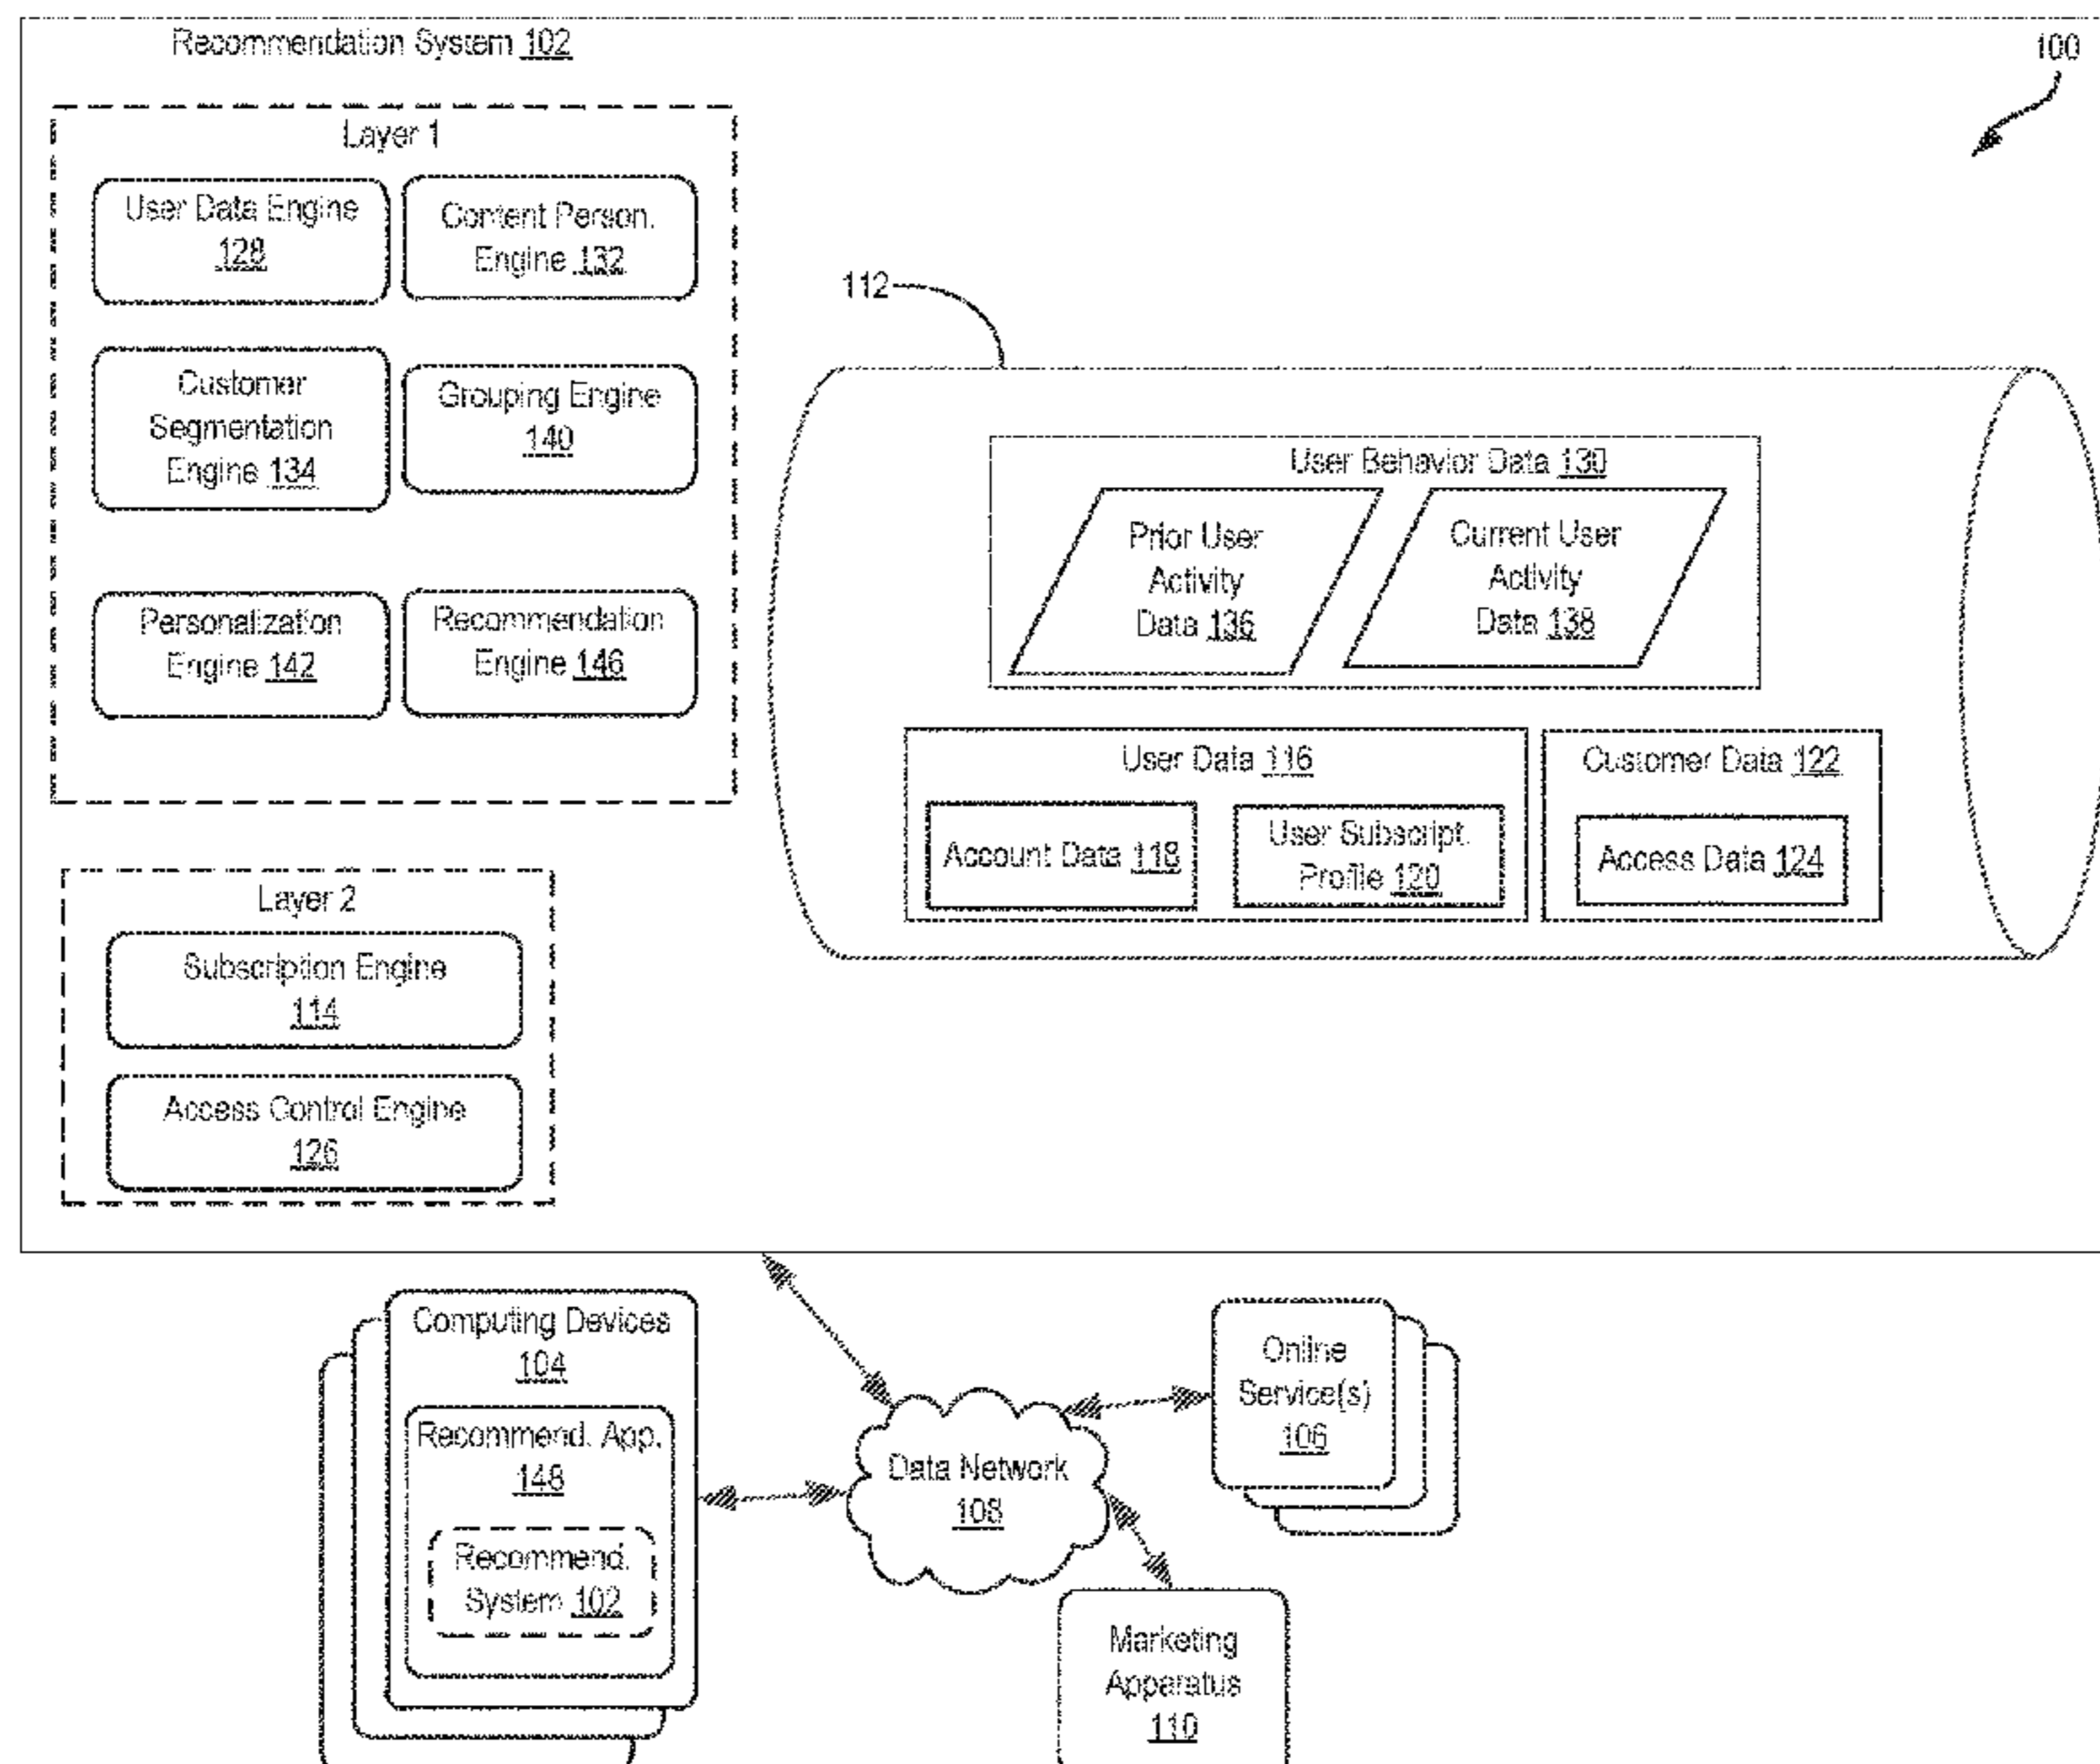 Recommendation System 102
100
Layer 1
User Data Engine
128
Content Person.
Engine 132
Customer
Segmentation
Engine 134
Grouping Engine
140
Personalization
Engine 142
Recommendation
Engine 146
112
User Behavior Data 130
Prior User
Activity
Data 136
Current User
Activity
Data 138
User Data 116
Account Data 118
User Subscript.
Profile 120
Customer Data 122
Access Data 124
Layer 2
Subscription Engine
114
Access Control Engine
126
Computing Devices
104
Recommend. App.
148
Recommend.
System 102
Data Network
108
Online
Service(s)
106
Marketing
Apparatus
110